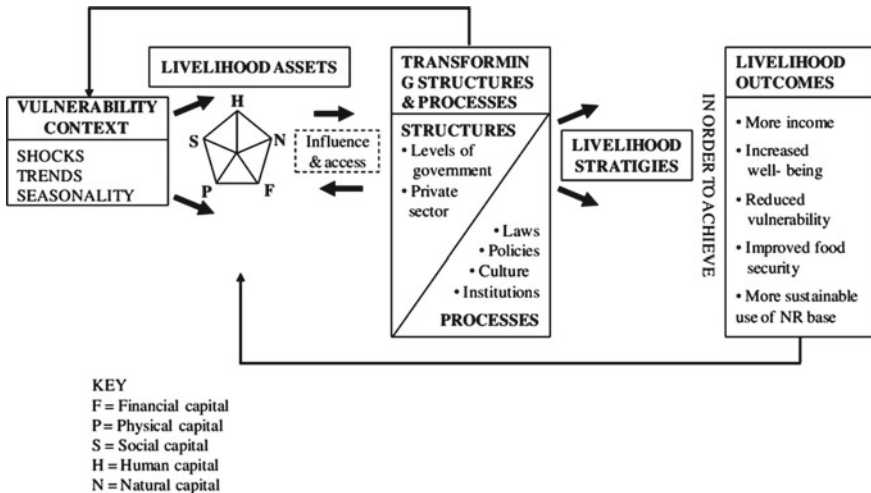 LIVELIHOOD ASSETS
VULNERABILITY
CONTEXT
SHOCKS
TRENDS
SEASONALITY
H
S
N
P
F
Influence
& access
TRANSFORMIN
G STRUCTURES
& PROCESSES
STRUCTURES
• Levels of
government
• Private
sector
• Laws
• Policies
• Culture
• Institutions
PROCESSES
LIVELIHOOD
STRATIGIES
IN ORDER TO ACHIEVE
LIVELIHOOD
OUTCOMES
• More income
• Increased
well- being
• Reduced
vulnerability
• Improved food
security
• More sustainable
use of NR base
KEY
F = Financial capital
P = Physical capital
S = Social capital
H = Human capital
N = Natural capital